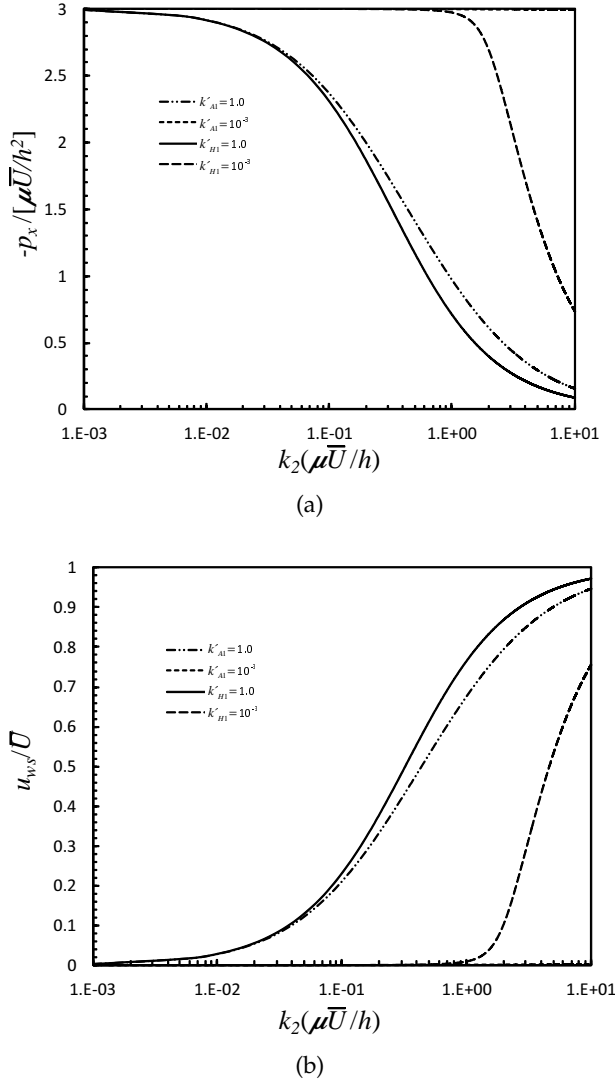 3
2.5
2
1.5
1
0.5
0
-p_x/[μU̅/h²]
k´_A1=1.0
k´_A1=10⁻³
k´_H1=1.0
k´_H1=10⁻³
1.E−03 1.E−02 1.E−01 1.E+00 1.E+01
k₂(μU̅/h)
(a)
1
0.9
0.8
0.7
0.6
0.5
0.4
0.3
0.2
0.1
0
u_ws/U̅
k´_A1=1.0
k´_A1=10⁻³
k´_H1=1.0
k´_H1=10⁻³
1.E−03 1.E−02 1.E−01 1.E+00 1.E+01
k₂(μU̅/h)
(b)